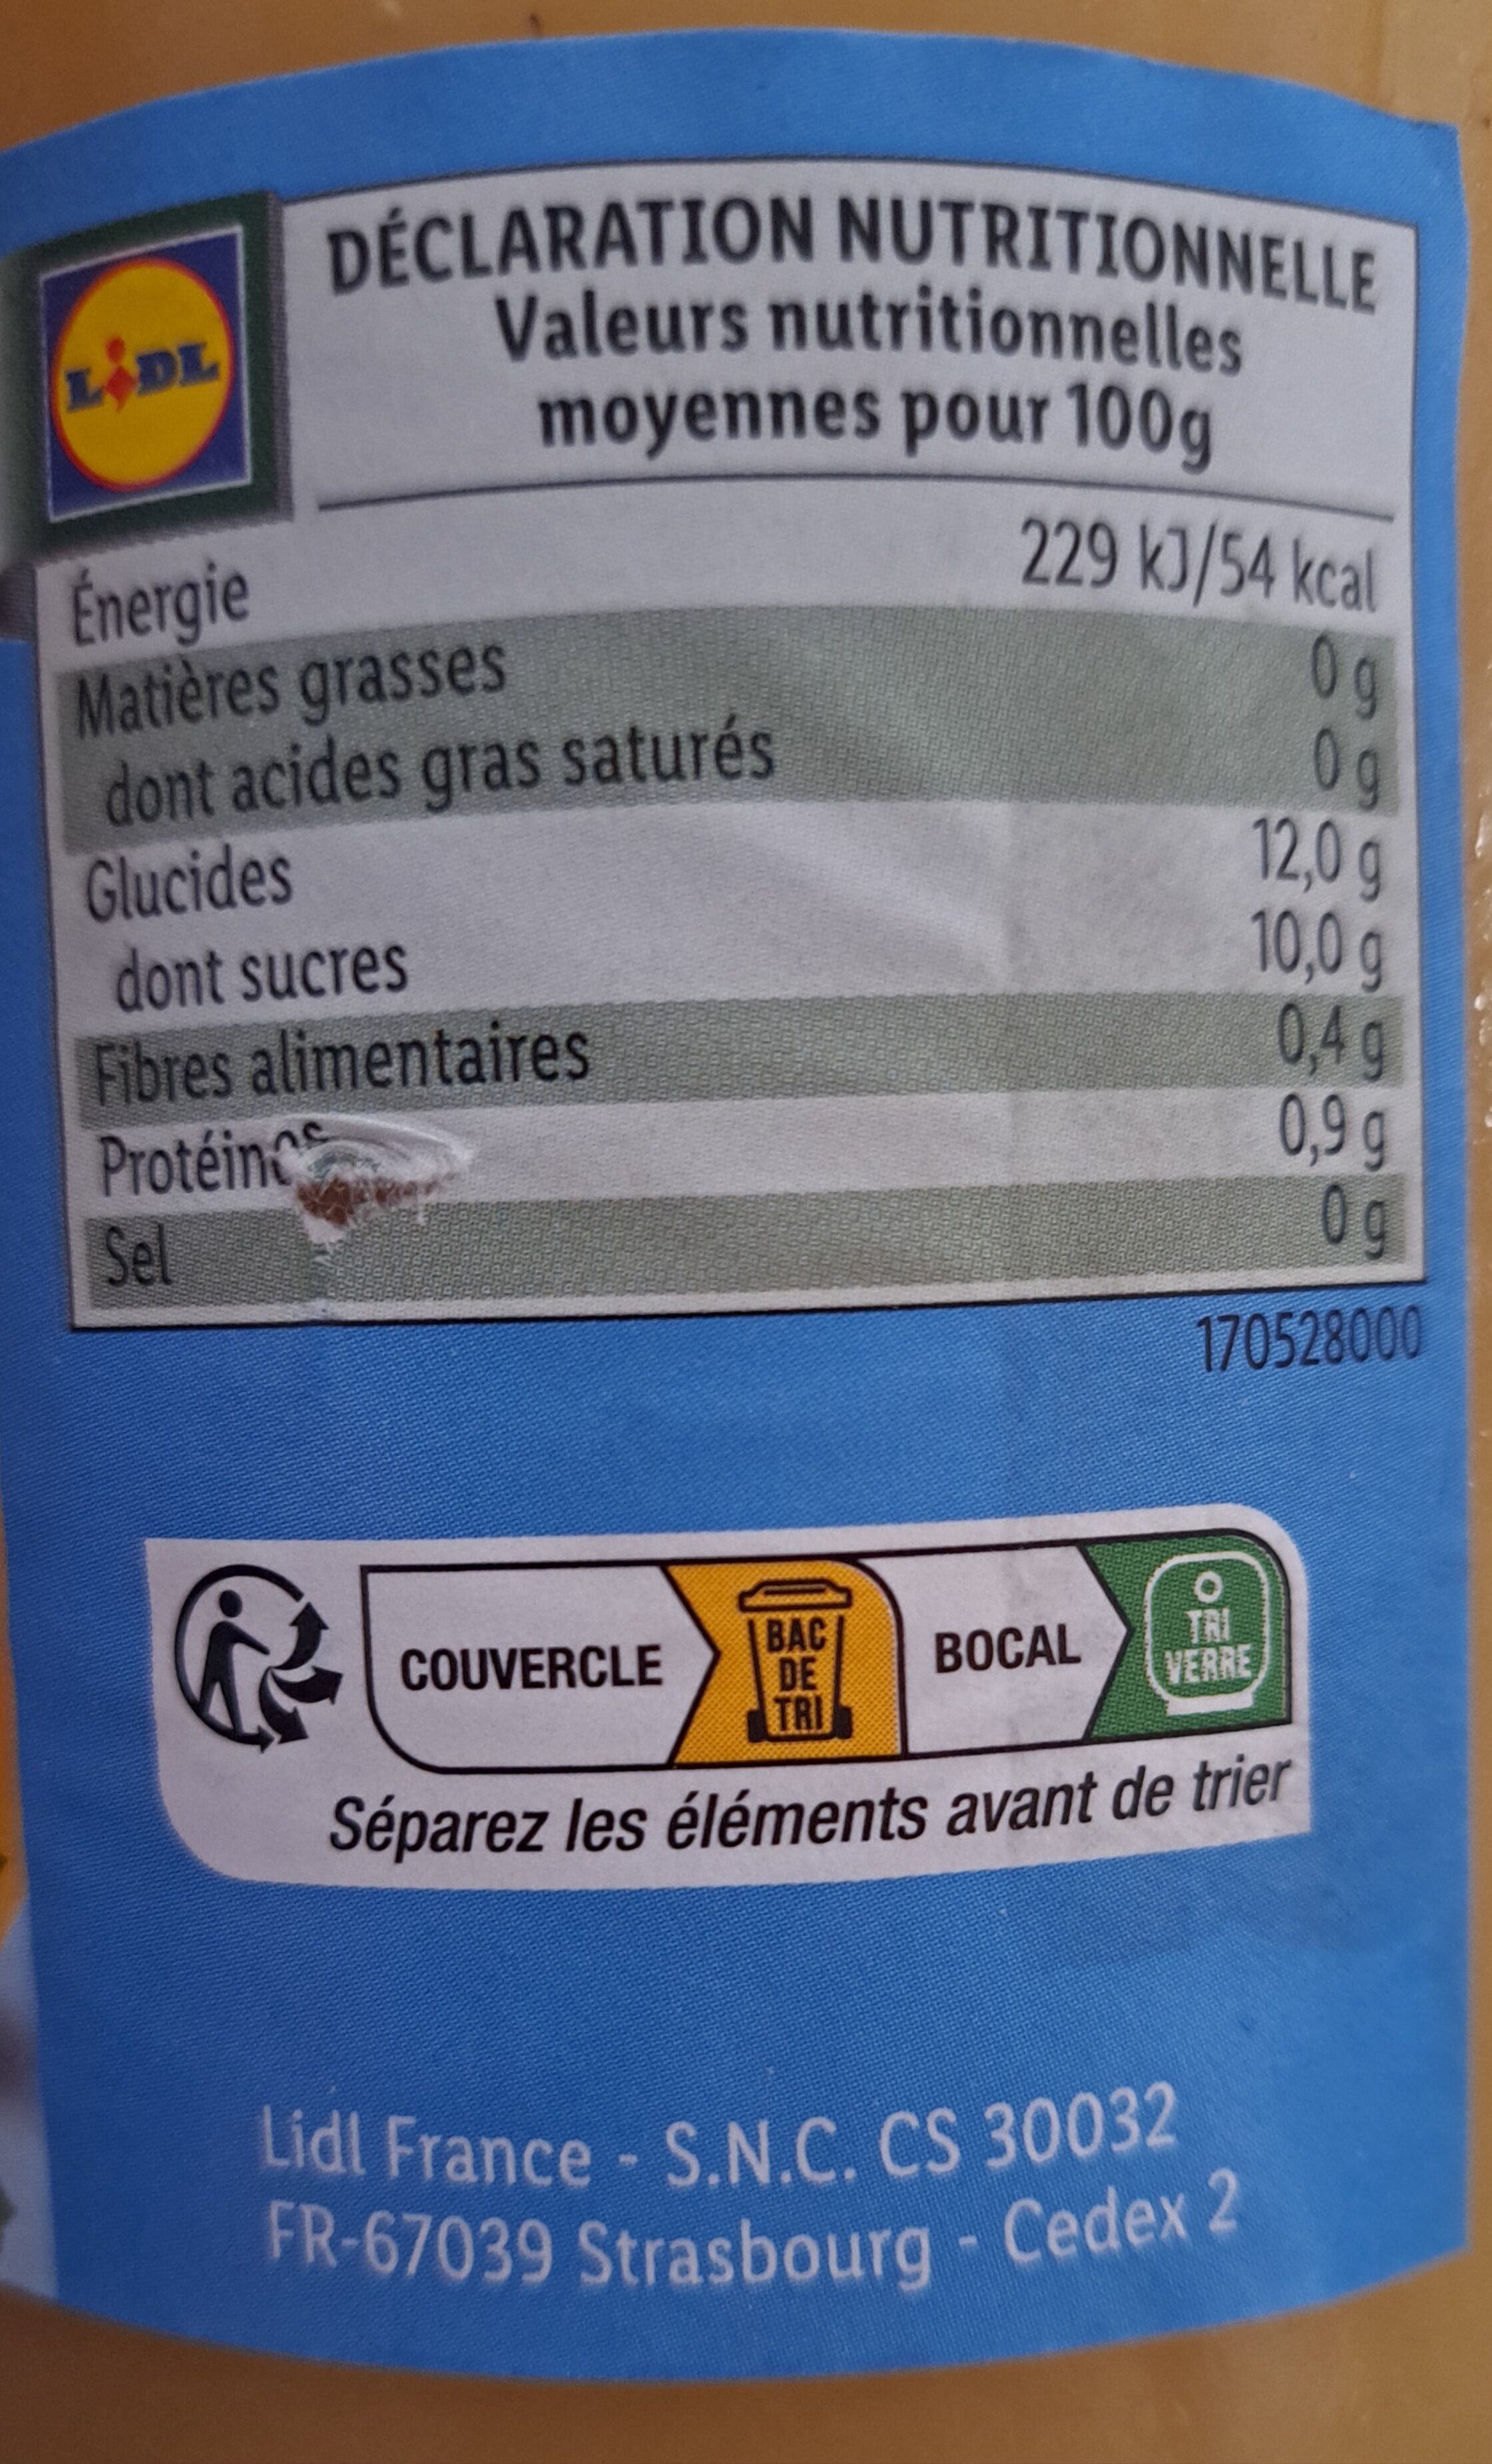 LiDL
DÉCLARATION NUTRITIONNELLE
Valeurs nutritionnelles
moyennes pour 100g
Énergie 229 kJ/54 kcal
Matières grasses 0 g
dont acides gras saturés 0 g
Glucides 12,0 g
dont sucres 10,0 g
Fibres alimentaires 0,4 g
Protéines 0,9 g
Sel 0 g
170528000
COUVERCLE
BAC
DE
TRI
BOCAL
TRI
VERRE
Séparez les éléments avant de trier
Lidl France - S.N.C. CS 30032
FR-67039 Strasbourg - Cedex 2